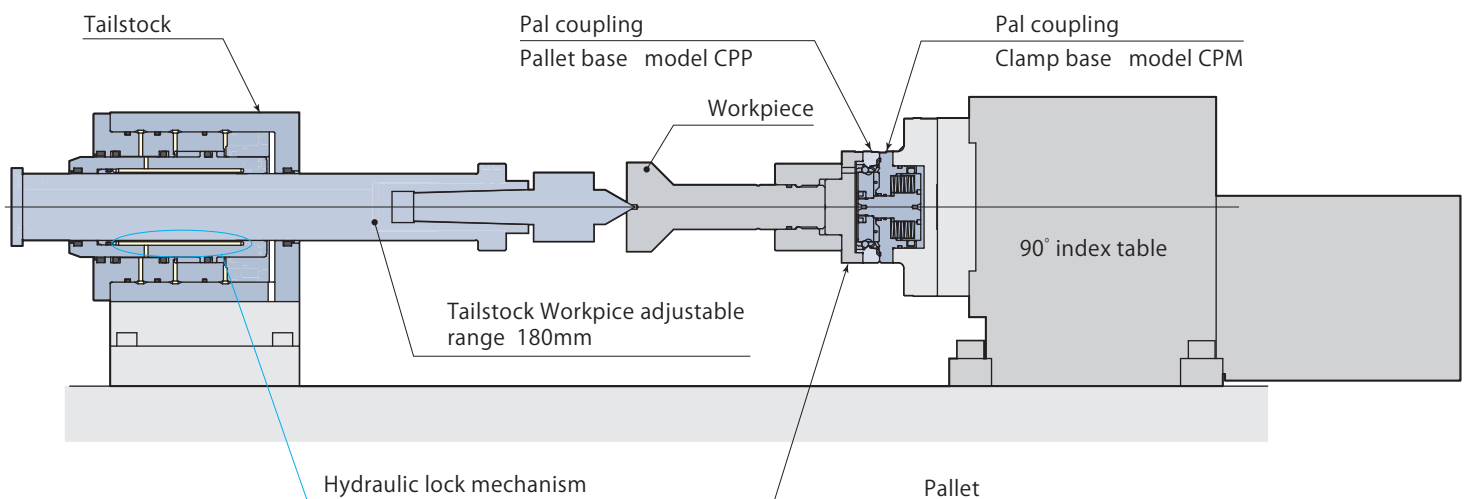 Tailstock
Pal coupling
Pallet base model CPP
Pal coupling
Clamp base model CPM
Workpiece
90° index table
Tailstock Workpice adjustable
range 180mm
Hydraulic lock mechanism
Pallet